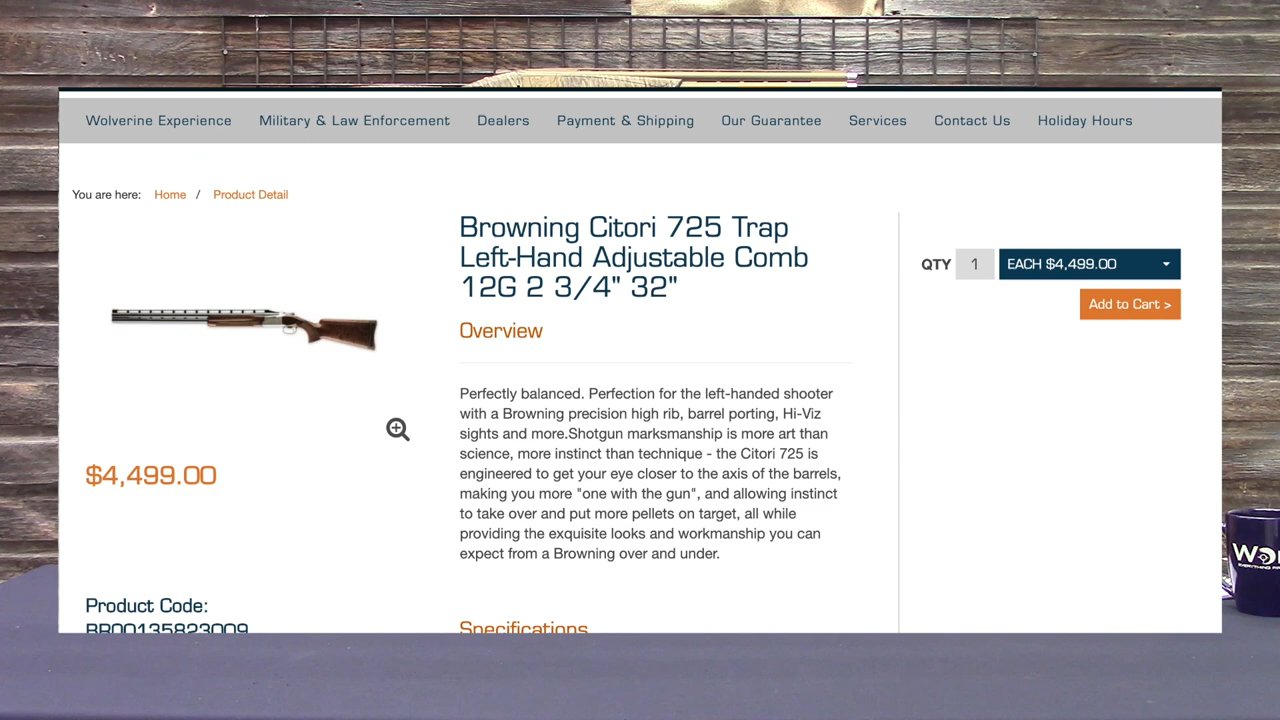 Wolverine Experience Military & Law Enforcement Dealers Payment & Shipping Our Guarantee Services Contact Us Holiday Hours
You are here: Home / Product Detail
Browning Citori 725 Trap
Left-Hand Adjustable Comb
12G 2 3/4" 32"
QTY 1 EACH $4,499.00
Add to Cart >
Overview
Perfectly balanced. Perfection for the left-handed shooter
with a Browning precision high rib, barrel porting, Hi-Viz
sights and more.Shotgun marksmanship is more art than
science, more instinct than technique - the Citori 725 is
engineered to get your eye closer to the axis of the barrels,
making you more "one with the gun", and allowing instinct
to take over and put more pellets on target, all while
providing the exquisite looks and workmanship you can
expect from a Browning over and under.
$4,499.00
Product Code:
BR00135823009
Specifications